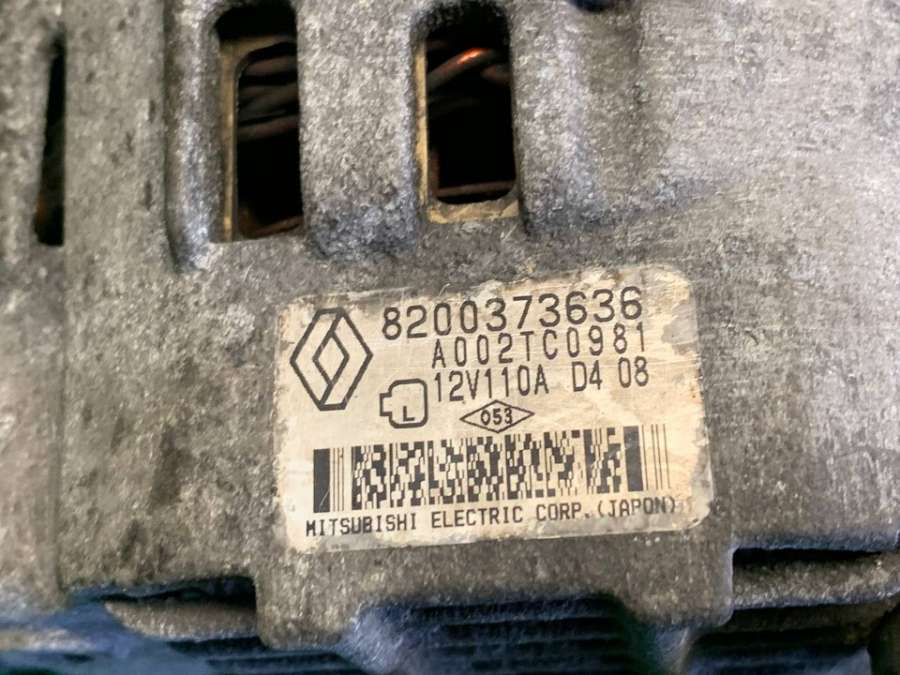 8200373636
A002TC0981
12V110A D4 08
L
053
MITSUBISHI ELECTRIC CORP.(JAPON)